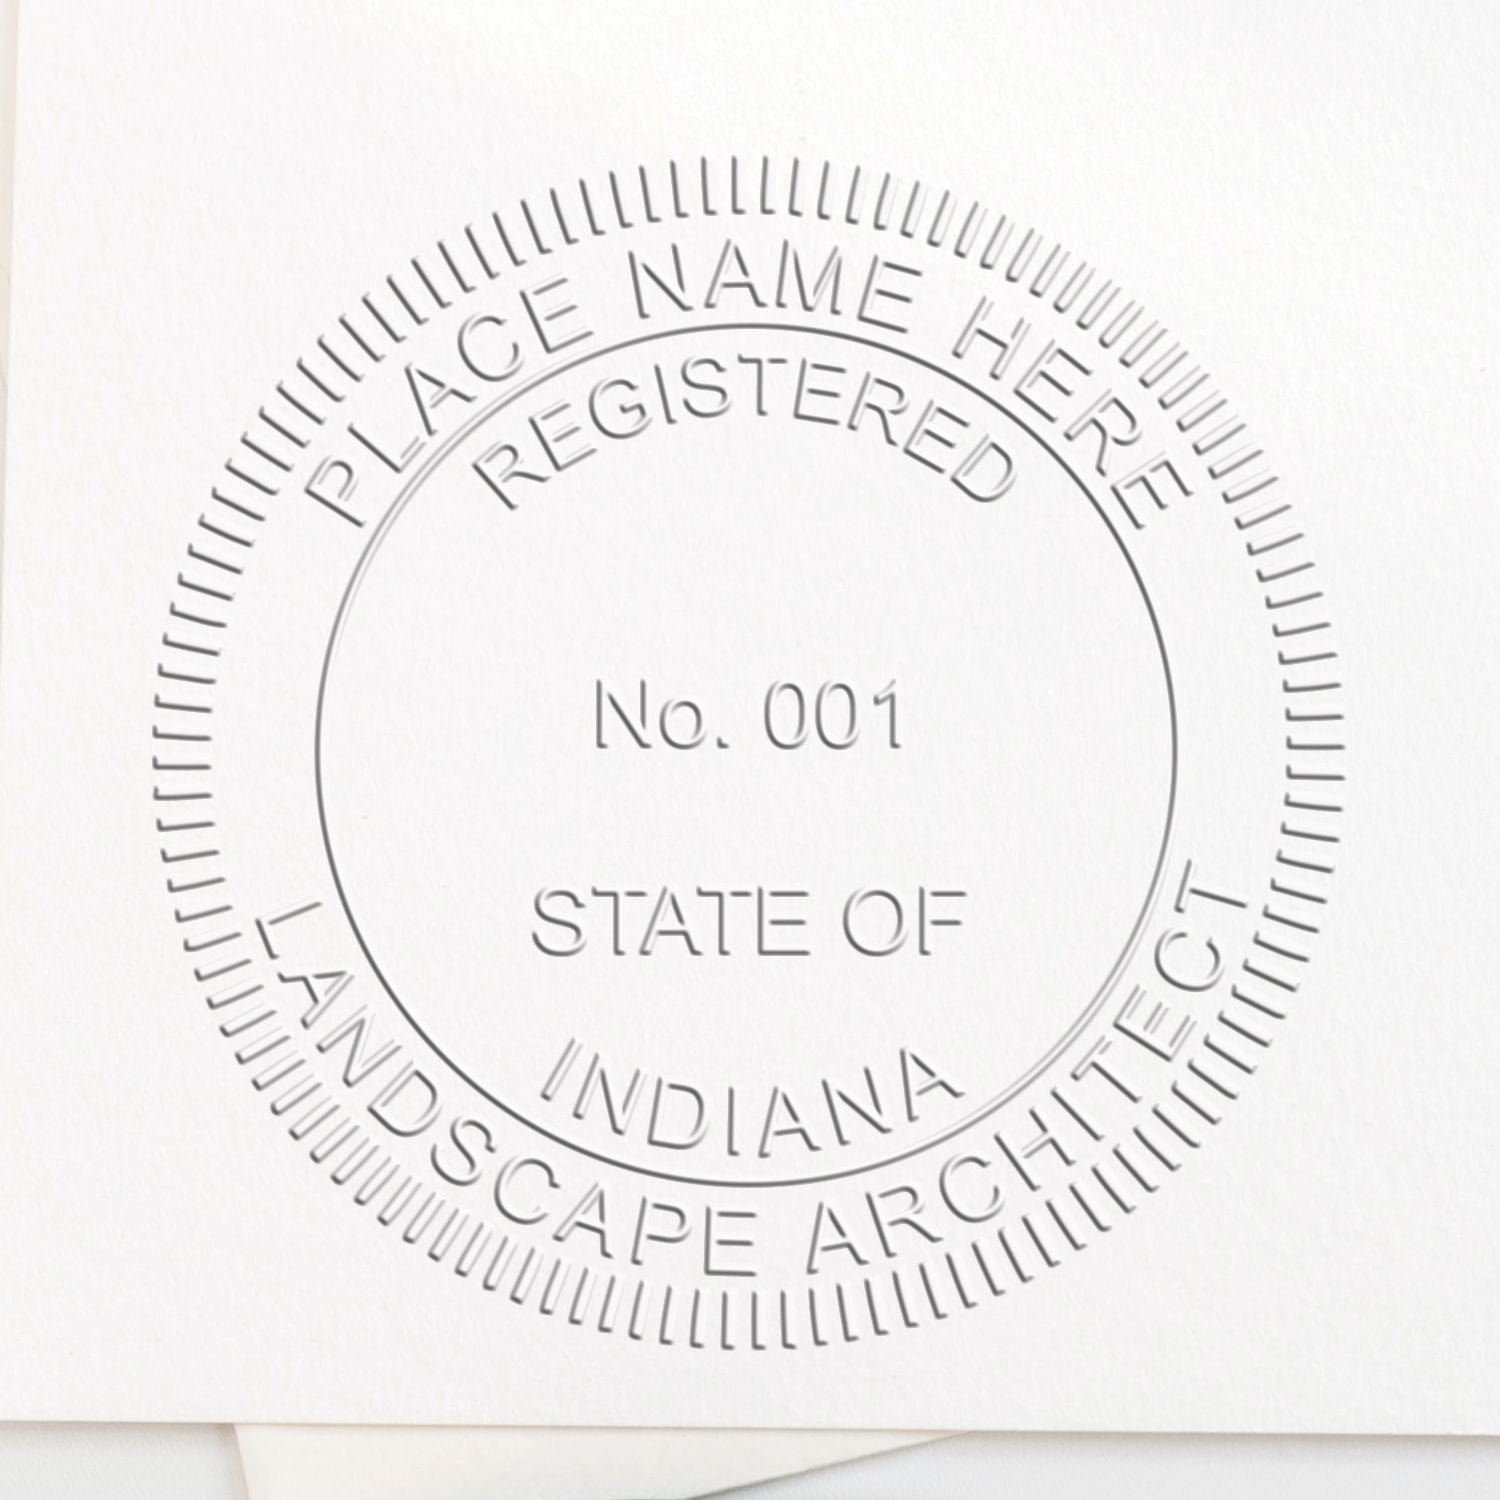 PLACE NAME HERE
REGISTERED
No. 001
STATE OF
INDIANA
LANDSCAPE ARCHITECT